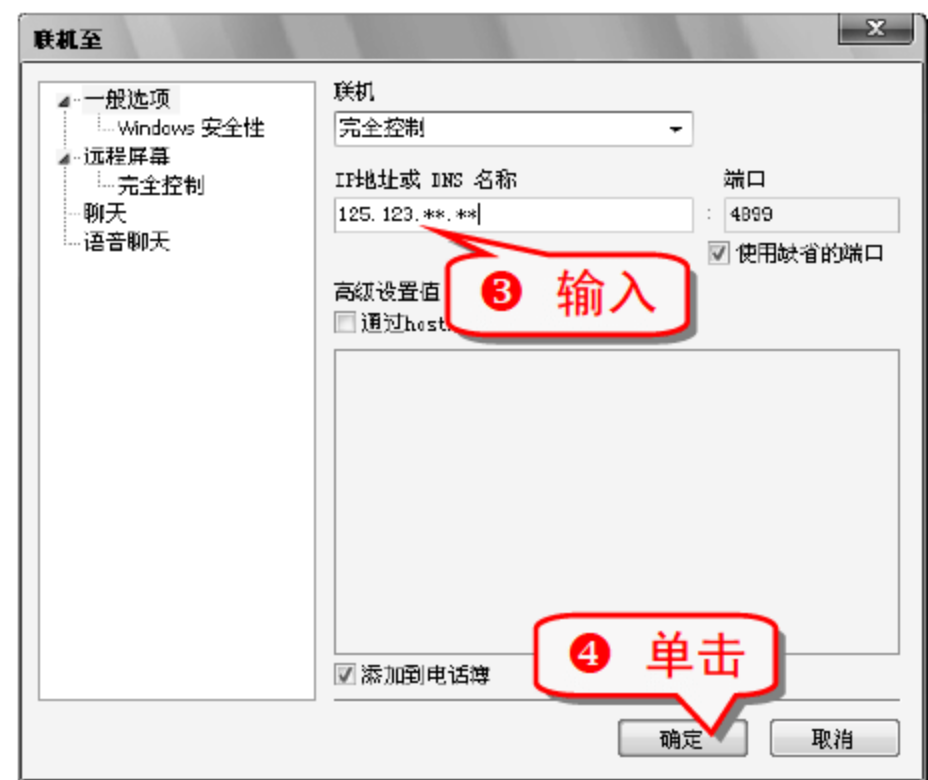 联机至
一般选项
Windows 安全性
远程屏幕
完全控制
聊天
语音聊天
联机
完全控制
IP地址或 DNS 名称
端口
125.123.**.**
:
4899
使用缺省的端口
❸ 输入
高级设置值
通过host
添加到电话簿
❹ 单击
确定
取消